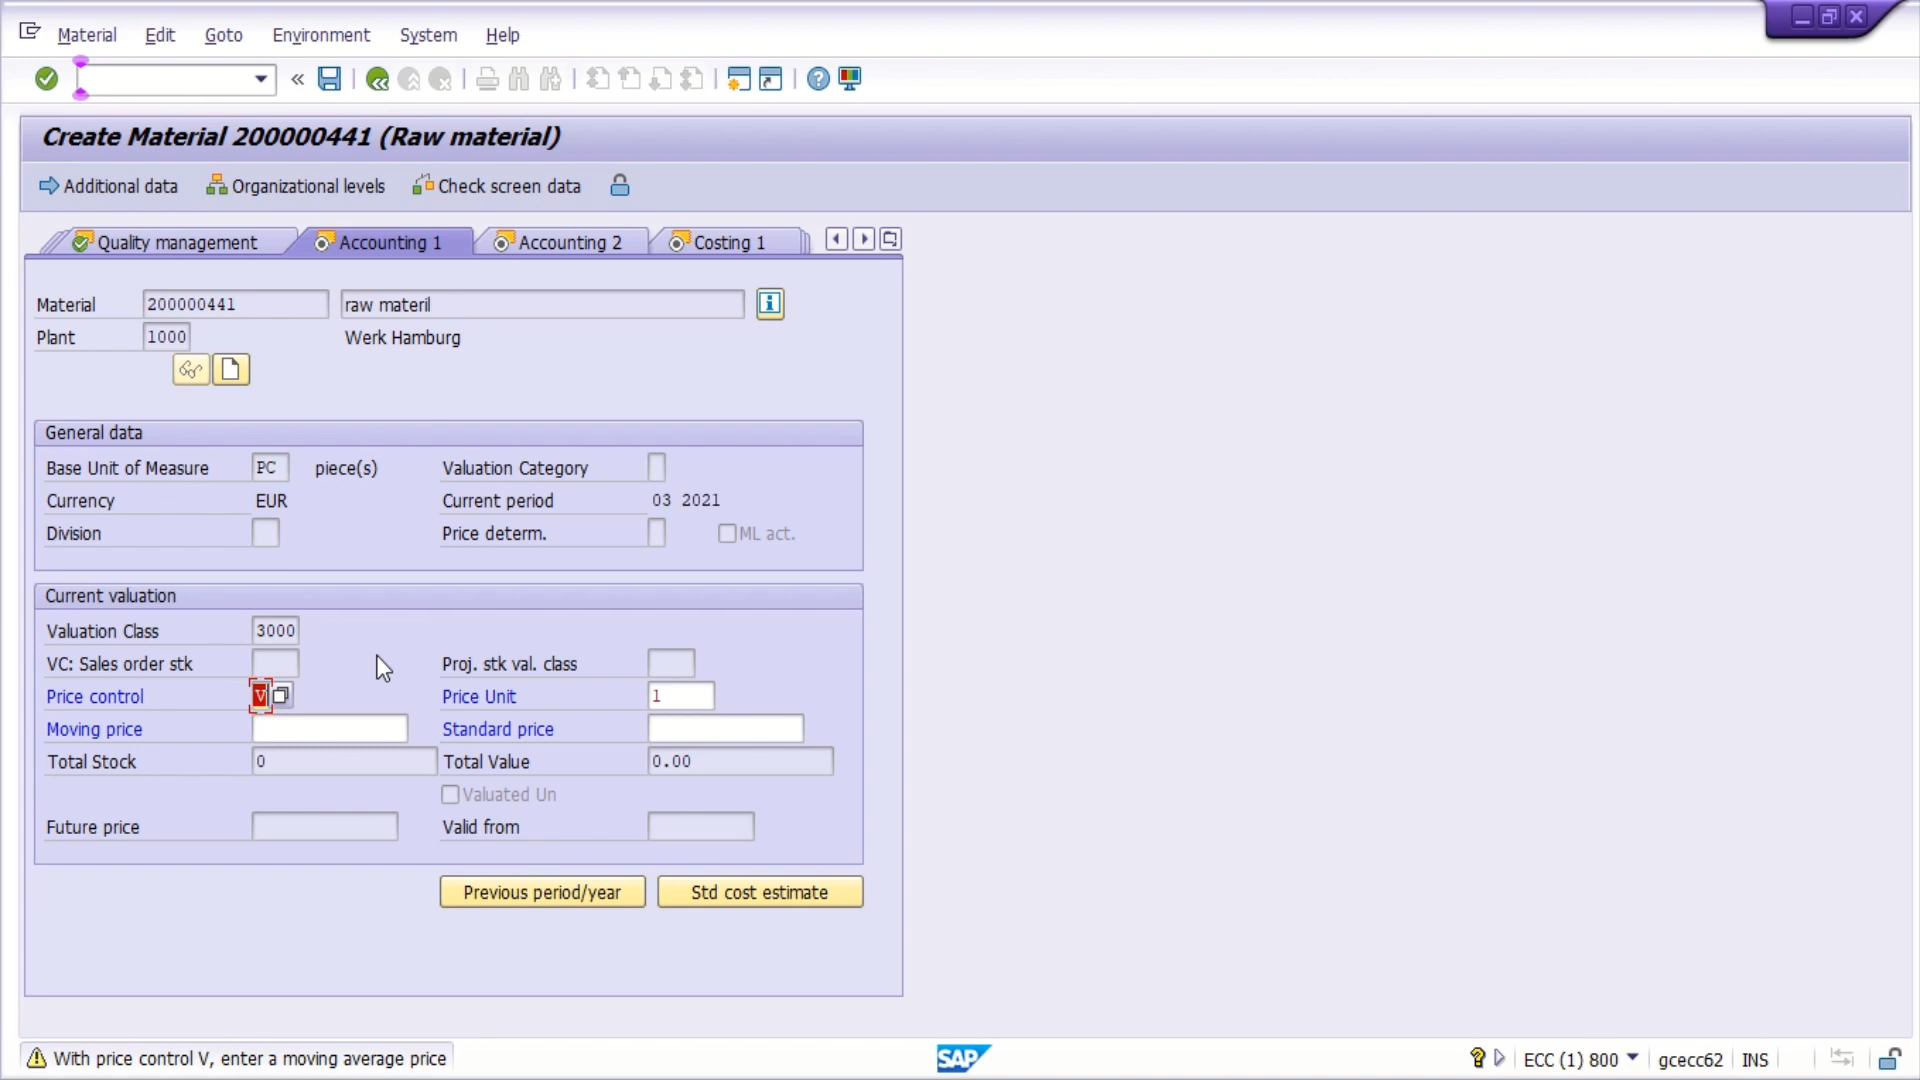 Material Edit Goto Environment System Help
Create Material 200000441 (Raw material)
Additional data Organizational levels Check screen data
Quality management Accounting 1 Accounting 2 Costing 1
Material 200000441 raw materil
Plant 1000 Werk Hamburg
General data
Base Unit of Measure PC piece(s) Valuation Category
Currency EUR Current period 03 2021
Division Price determ. ML act.
Current valuation
Valuation Class 3000
VC: Sales order stk Proj. stk val. class
Price control V Price Unit 1
Moving price Standard price
Total Stock 0 Total Value 0.00
Valuated Un
Future price Valid from
Previous period/year Std cost estimate
With price control V, enter a moving average price SAP ECC (1) 800 gcecc62 INS